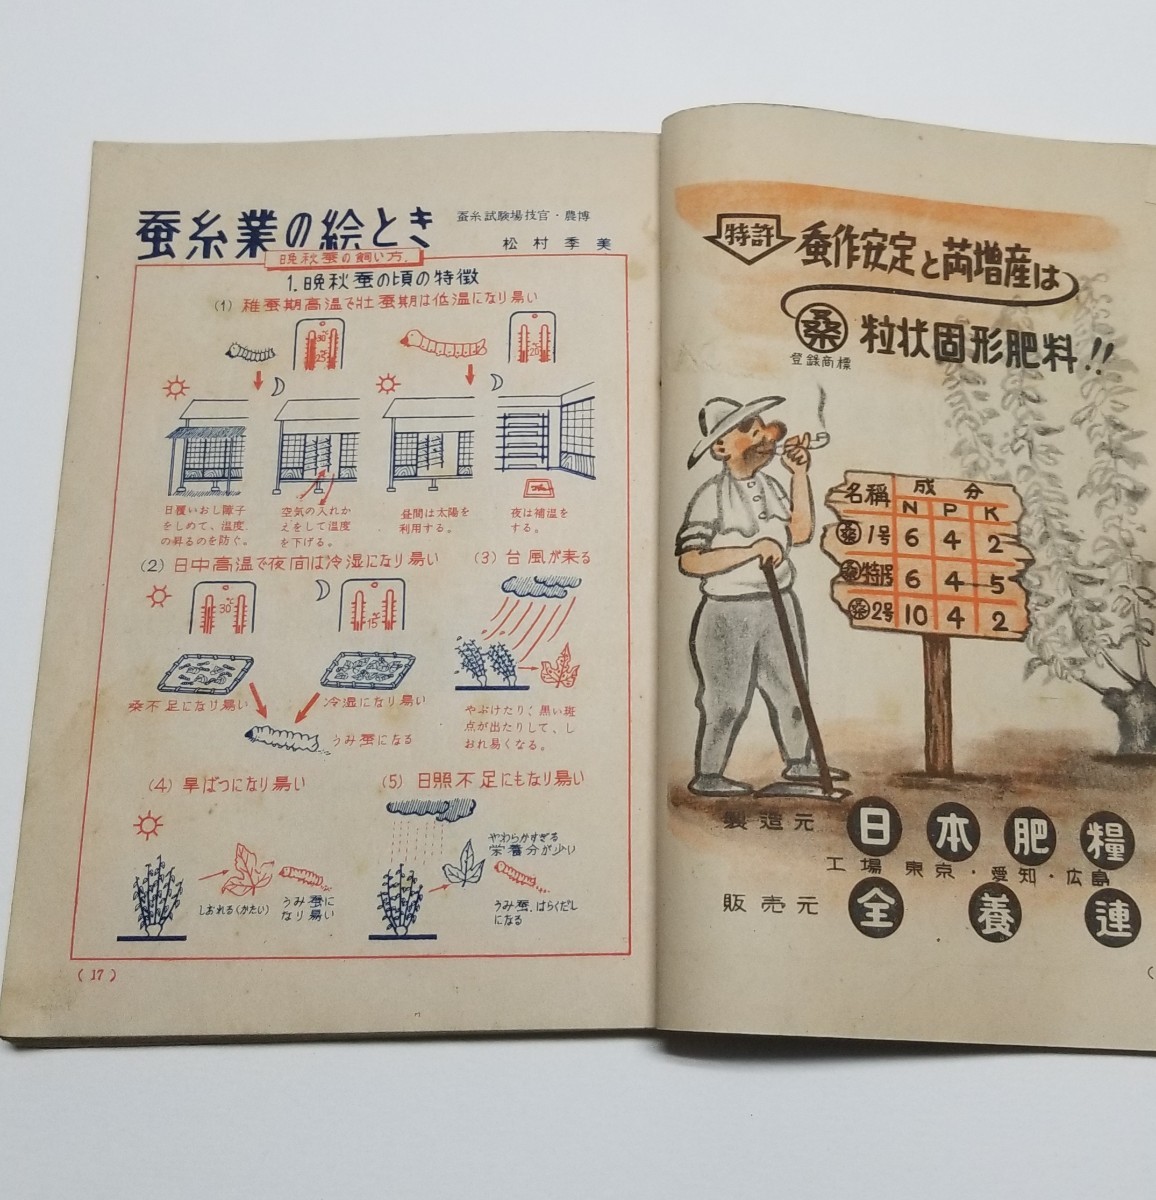 蚕糸業の絵とき
蚕糸試験場技官・農博
松村季美
晩秋蚕の飼い方.
1.晩秋蚕の頃の特徴
(1) 稚蚕期高温で壮蚕期は低温になり易い
30℃
25℃
20℃
日覆いおし障子
をしめて、温度
の昇るのを防ぐ。
空気の入れか
えをして温度
を下げる。
昼間は太陽を
利用する。
夜は補温を
する。
(2) 日中高温で夜間は冷湿になり易い
30℃
15℃
桑不足になり易い
冷湿になり易い
うみ蚕になる
(3) 台風が来る
やぶけたり、黒い斑
点が出たりして、し
おれ易くなる。
(4) 旱ばつになり易い
しおれる(かたい)
うみ蚕に
なり易い
(5) 日照不足にもなり易い
やわらかすぎる
栄養分が少い
うみ蚕、はらくだし
になる
(17)
特許
蚕作安定と繭増産は
桑 粒状固形肥料!!
登録商標
名稱 成分
N P K
桑1号 6 4 2
桑特号 6 4 5
桑2号 10 4 2
製造元 日本肥糧
工場 東京・愛知・広島
販売元 全養連